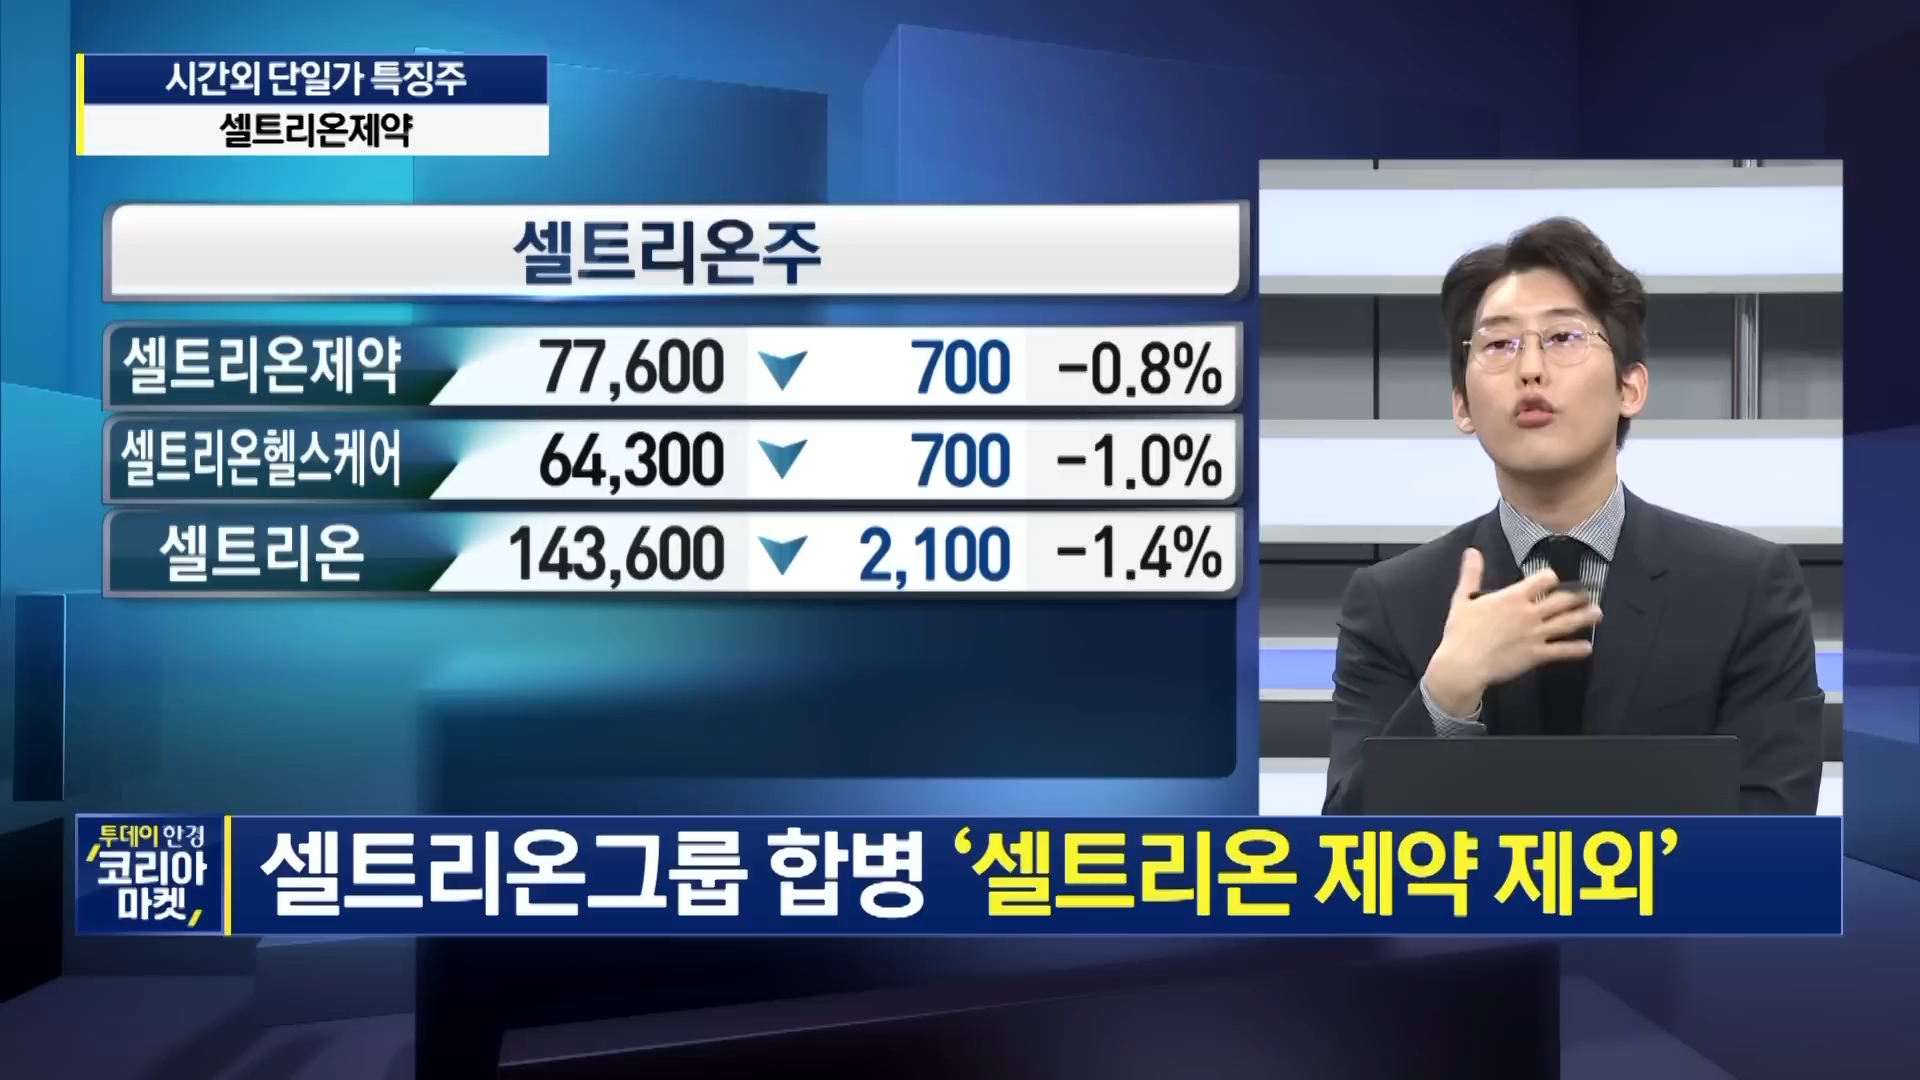 시간외 단일가 특징주
셀트리온제약
셀트리온주
셀트리온제약 77,600 ▼ 700 -0.8%
셀트리온헬스케어 64,300 ▼ 700 -1.0%
셀트리온 143,600 ▼ 2,100 -1.4%
투데이 한경
코리아
마켓
셀트리온그룹 합병 ‘셀트리온 제약 제외’